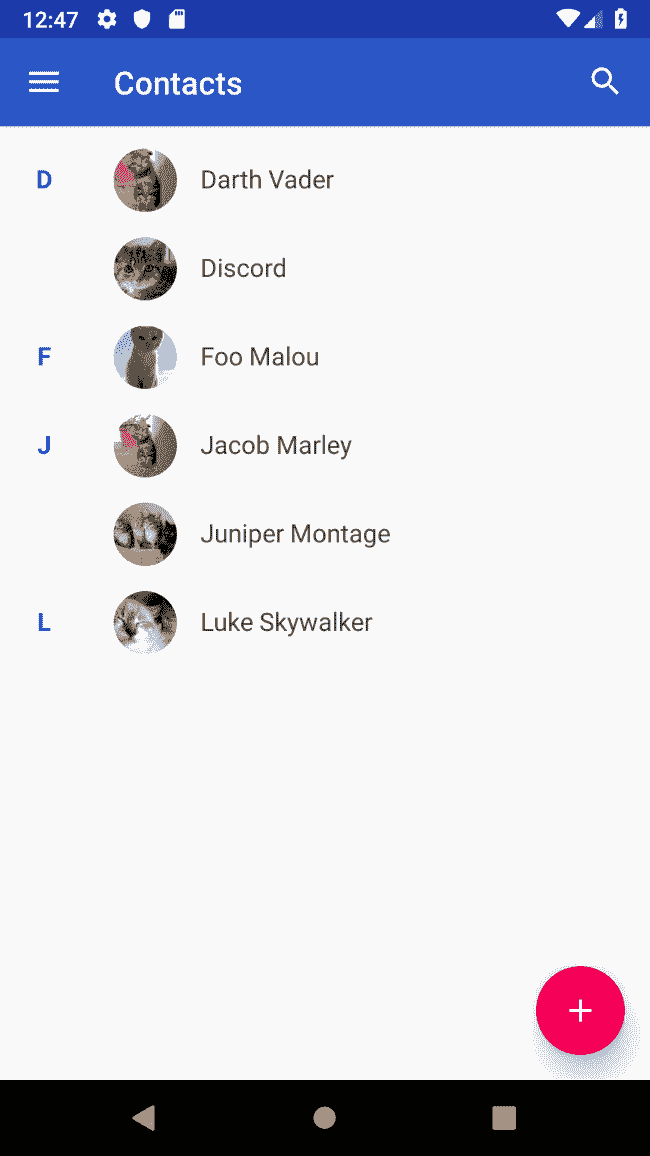 12:47
Contacts
D Darth Vader
Discord
F Foo Malou
J Jacob Marley
Juniper Montage
L Luke Skywalker